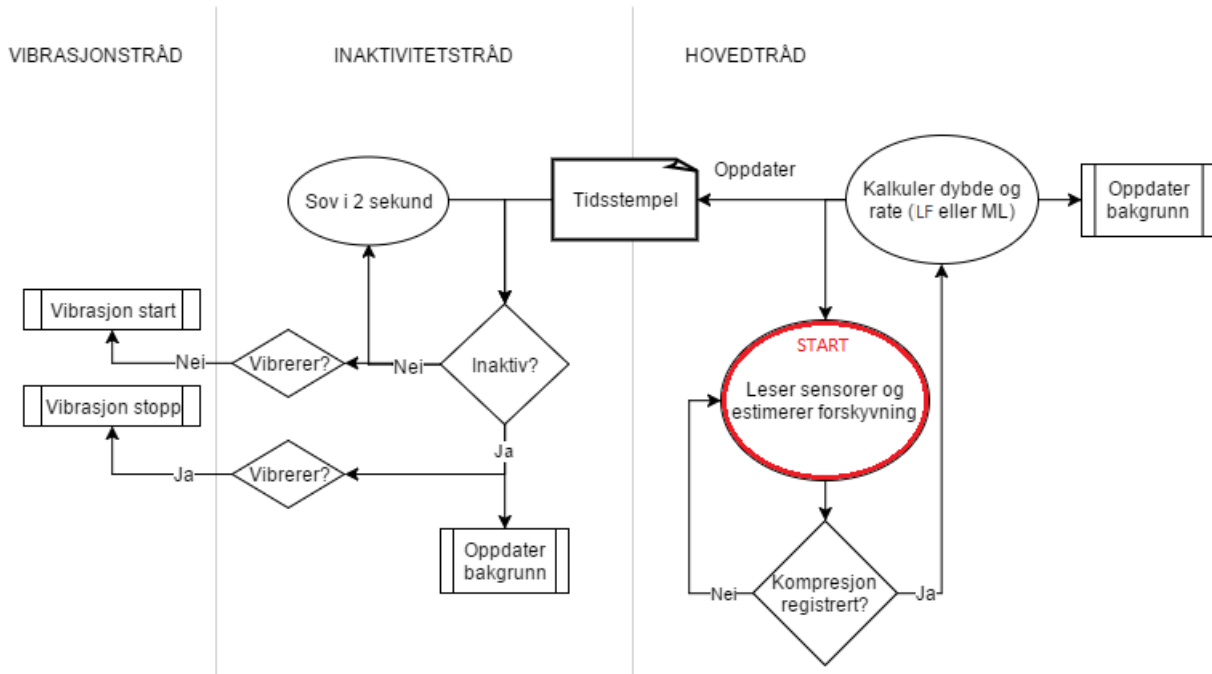 VIBRASJONSTRÅD
INAKTIVITETSTRÅD
HOVEDTRÅD
Sov i 2 sekund
Tidsstempel
Oppdater
Kalkuler dybde og
rate (LF eller ML)
Oppdater
bakgrunn
Vibrasjon start
Nei
Vibrerer?
Nei
Inaktiv?
START
Leser sensorer og
estimerer forskyvning
Vibrasjon stopp
Ja
Vibrerer?
Ja
Oppdater
bakgrunn
Nei
Kompresjon
registrert?
Ja